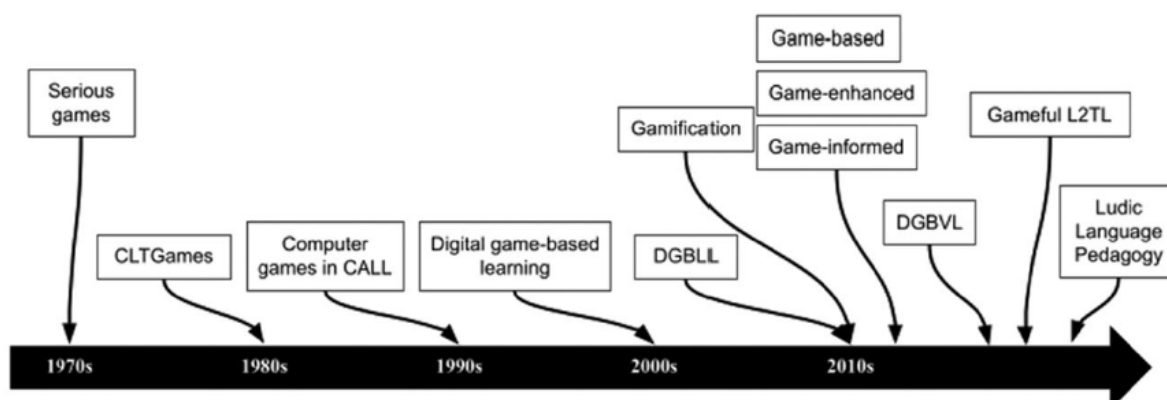 Serious
games
CLTGames
Computer
games in CALL
Digital game-based
learning
DGBLL
Gamification
Game-based
Game-enhanced
Game-informed
DGBVL
Gameful L2TL
Ludic
Language
Pedagogy
1970s
1980s
1990s
2000s
2010s